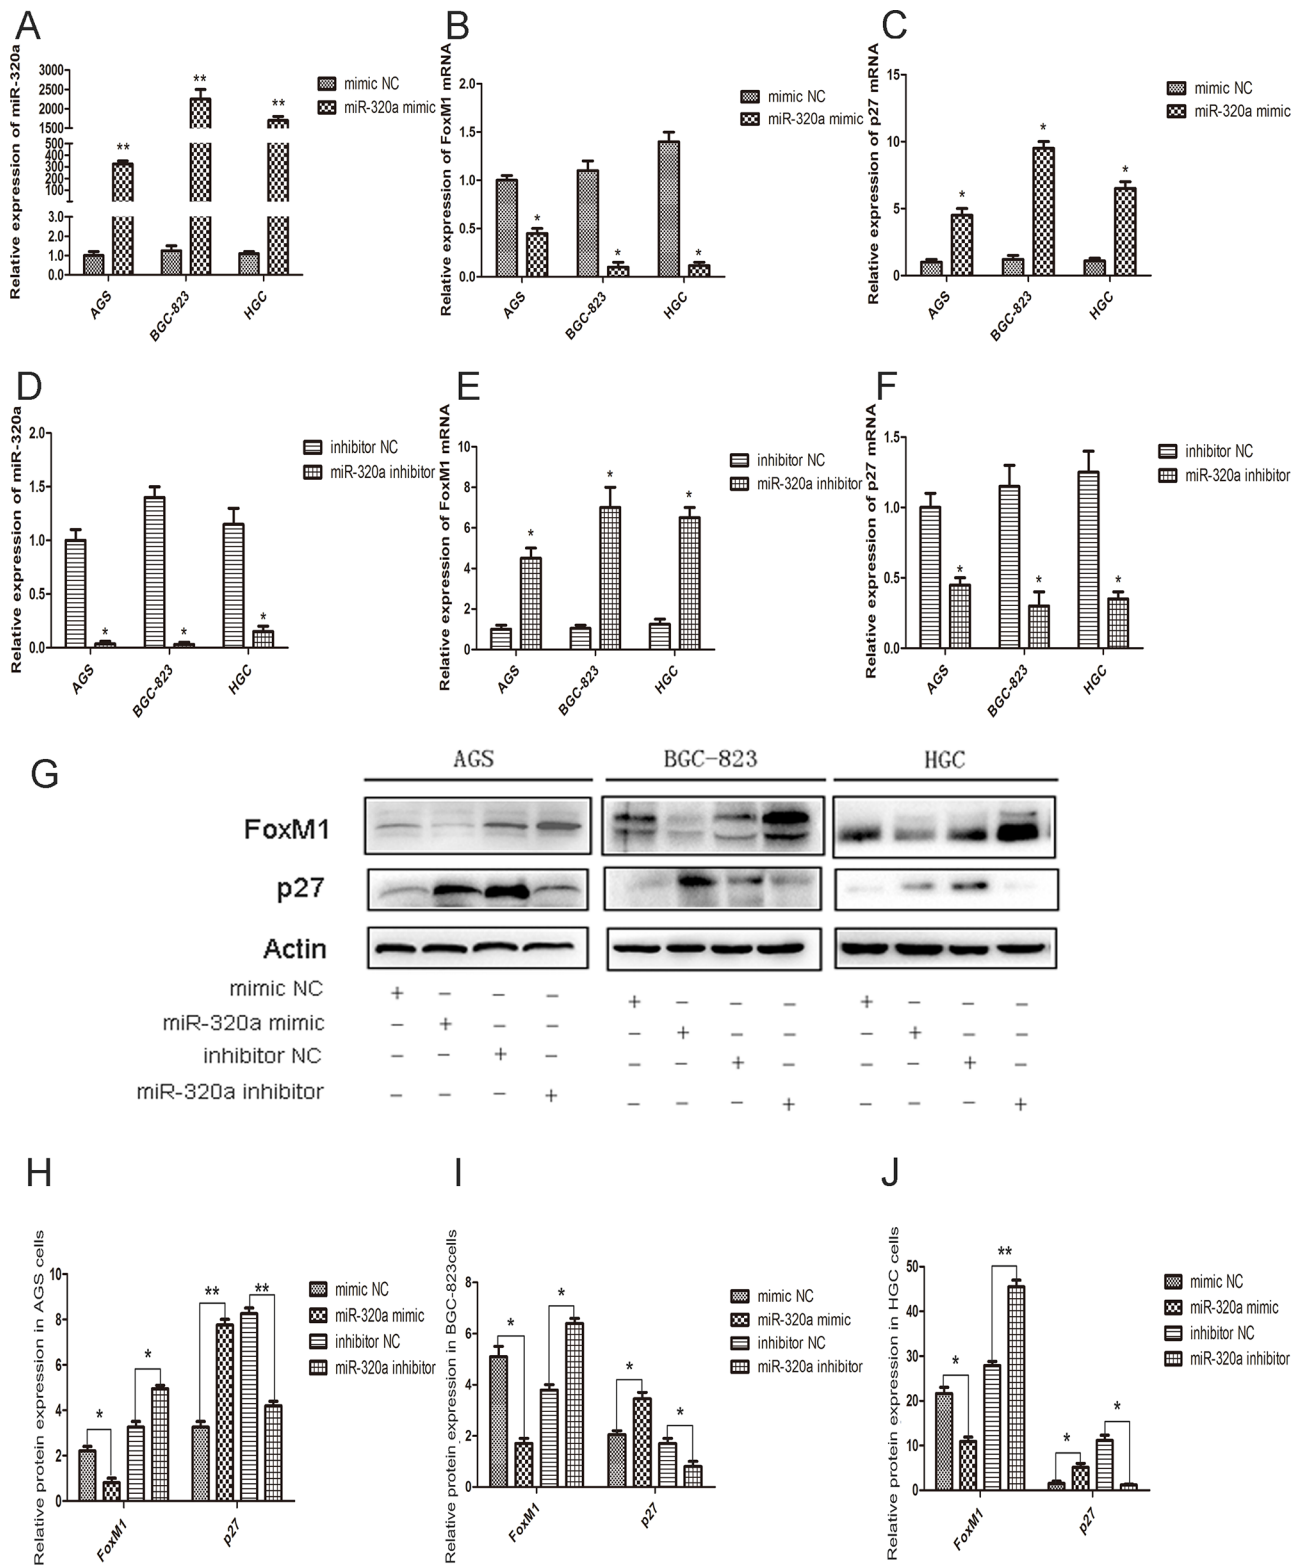 A
Relative expression of miR-320a
3000
2500
2000
1500
500
400
300
200
100
3.0
2.0
1.0
0.0
**
**
**
AGS
BGC-823
HGC
mimic NC
miR-320a mimic
B
Relative expression of FoxM1 mRNA
2.0
1.5
1.0
0.5
0.0
*
*
*
AGS
BGC-823
HGC
mimic NC
miR-320a mimic
C
Relative expression of p27 mRNA
15
10
5
0
*
*
*
AGS
BGC-823
HGC
mimic NC
miR-320a mimic
D
Relative expression of miR-320a
2.0
1.5
1.0
0.5
0.0
*
*
*
AGS
BGC-823
HGC
inhibitor NC
miR-320a inhibitor
E
Relative expression of FoxM1 mRNA
10
8
6
4
2
0
*
*
*
AGS
BGC-823
HGC
inhibitor NC
miR-320a inhibitor
F
Relative expression of p27 mRNA
1.5
1.0
0.5
0.0
*
*
*
AGS
BGC-823
HGC
inhibitor NC
miR-320a inhibitor
G
AGS BGC-823 HGC
FoxM1
p27
Actin
mimic NC + − − − + − − − + − − −
miR-320a mimic − + − − − + − − − + − −
inhibitor NC − − + − − − + − − − + −
miR-320a inhibitor − − − + − − − + − − − +
H
Relative protein expression in AGS cells
10
8
6
4
2
0
*
*
**
**
FoxM1
p27
mimic NC
miR-320a mimic
inhibitor NC
miR-320a inhibitor
I
Relative protein expression in BGC-823cells
8
6
4
2
0
*
*
*
*
FoxM1
p27
mimic NC
miR-320a mimic
inhibitor NC
miR-320a inhibitor
J
Relative protein expression in HGC cells
50
40
30
20
10
0
*
**
*
*
FoxM1
p27
mimic NC
miR-320a mimic
inhibitor NC
miR-320a inhibitor